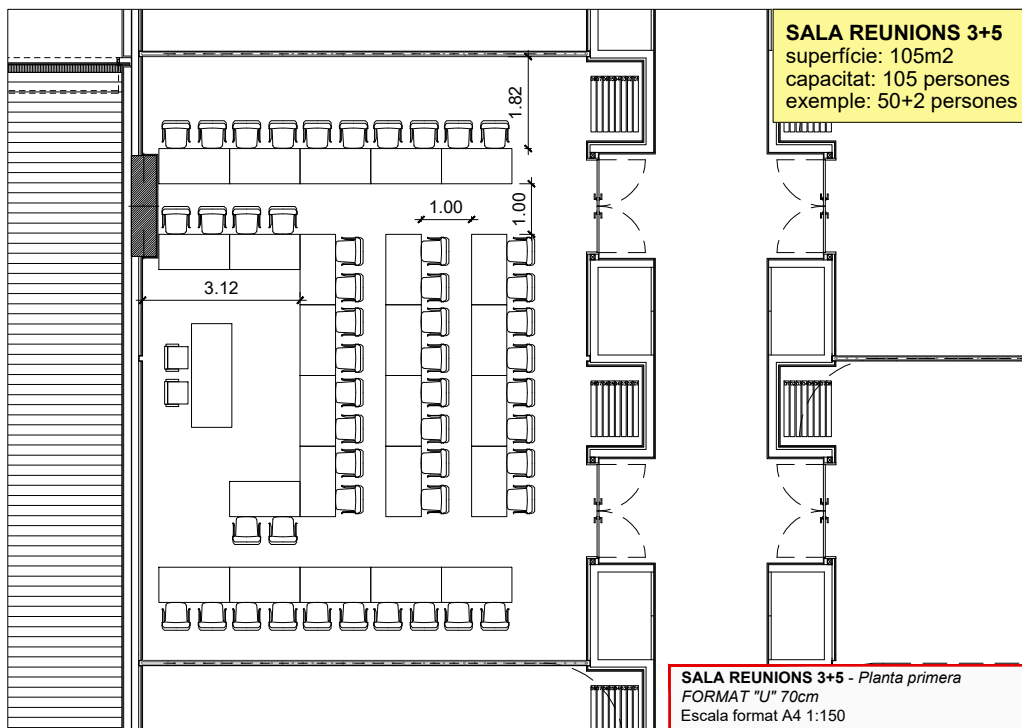 SALA REUNIONS 3+5
superfície: 105m2
capacitat: 105 persones
exemple: 50+2 persones
1.82
1.00
1.00
3.12
SALA REUNIONS 3+5 - Planta primera
FORMAT "U" 70cm
Escala format A4 1:150